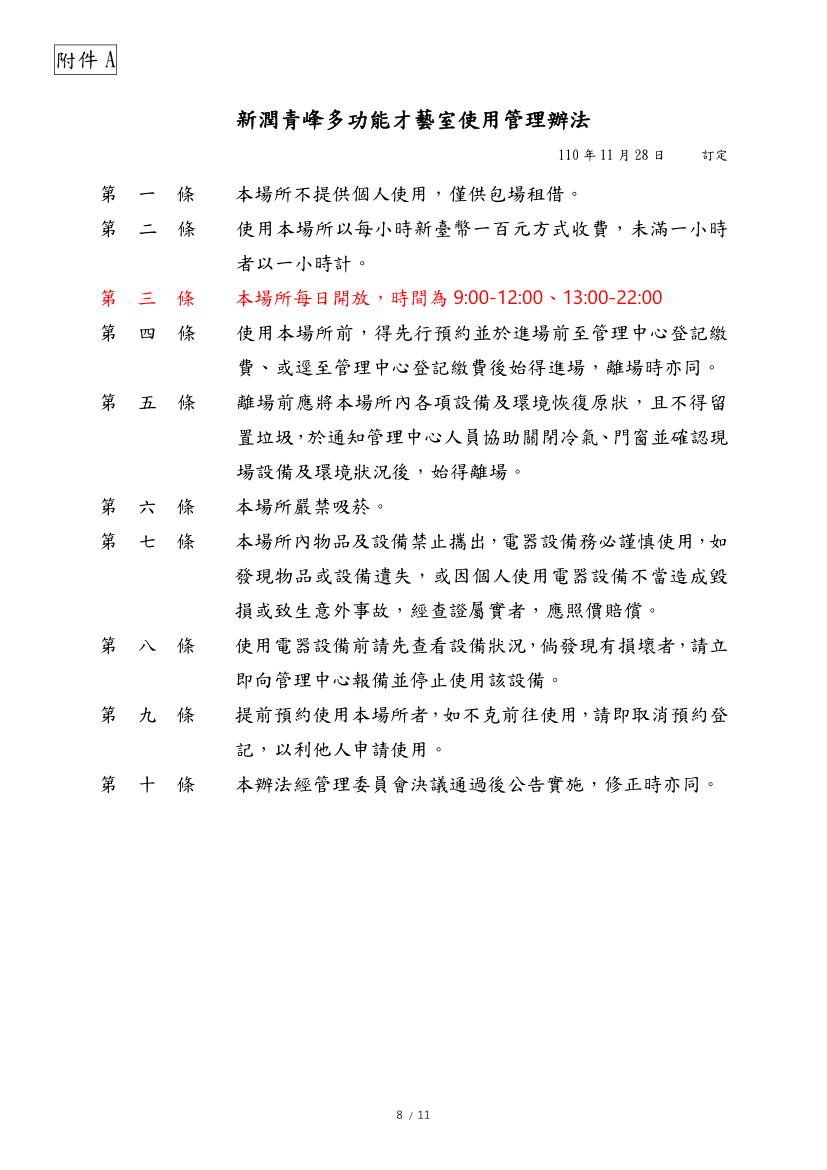 附件 A
新潤青峰多功能才藝室使用管理辦法
110 年 11 月 28 日 訂定
第一條 本場所不提供個人使用，僅供包場租借。
第二條 使用本場所以每小時新臺幣一百元方式收費，未滿一小時
者以一小時計。
第三條 本場所每日開放，時間為 9:00-12:00、13:00-22:00
第四條 使用本場所前，得先行預約並於進場前至管理中心登記繳
費、或逕至管理中心登記繳費後始得進場，離場時亦同。
第五條 離場前應將本場所內各項設備及環境恢復原狀，且不得留
置垃圾，於通知管理中心人員協助關閉冷氣、門窗並確認現
場設備及環境狀況後，始得離場。
第六條 本場所嚴禁吸菸。
第七條 本場所內物品及設備禁止攜出，電器設備務必謹慎使用，如
發現物品或設備遺失，或因個人使用電器設備不當造成毀
損或致生意外事故，經查證屬實者，應照價賠償。
第八條 使用電器設備前請先查看設備狀況，倘發現有損壞者，請立
即向管理中心報備並停止使用該設備。
第九條 提前預約使用本場所者，如不克前往使用，請即取消預約登
記，以利他人申請使用。
第十條 本辦法經管理委員會決議通過後公告實施，修正時亦同。
8 / 11